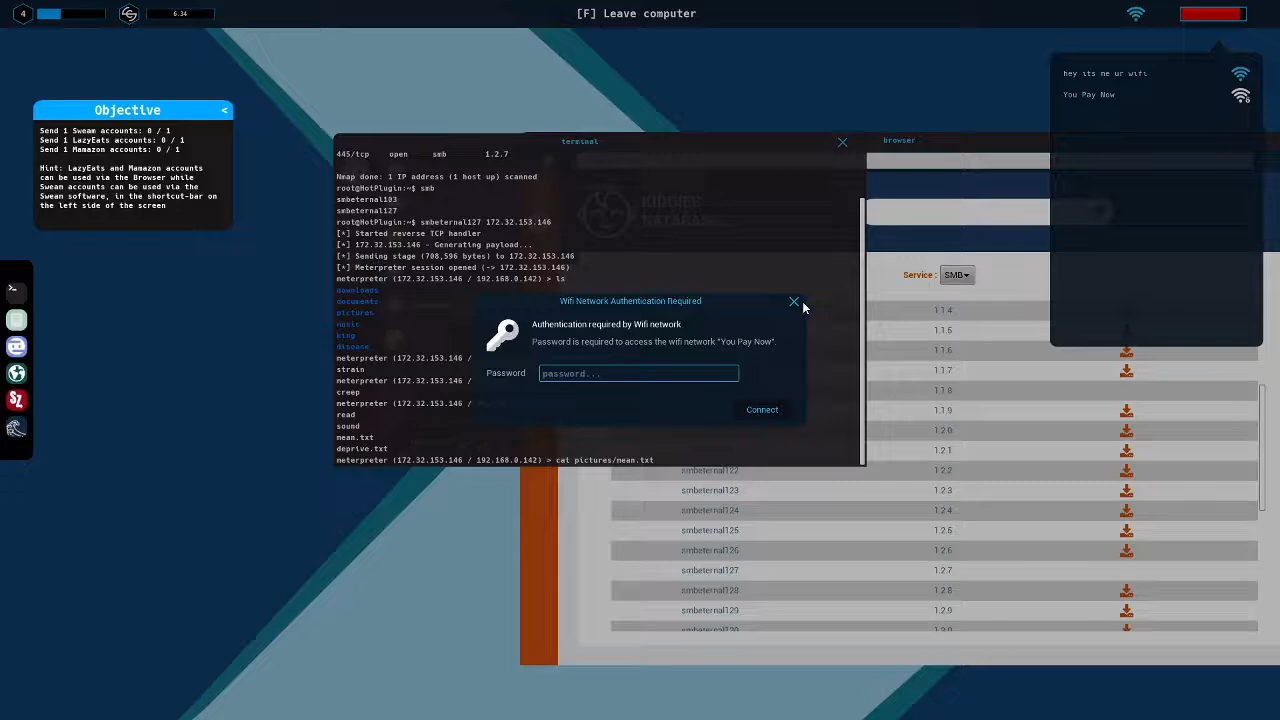 4
6.34
[F] Leave computer
hey its me ur wifi
You Pay Now
Objective <
Send 1 Sweam accounts: 0 / 1
Send 1 LazyEats accounts: 0 / 1
Send 1 Mamazon accounts: 0 / 1
Hint: LazyEats and Mamazon accounts
can be used via the Browser while
Sweam accounts can be used via the
Sweam software, in the shortcut-bar on
the left side of the screen
terminal
445/tcp open smb 1.2.7
Nmap done: 1 IP address (1 host up) scanned
root@HotPlugin:~$ smb
smbeternal103
smbeternal127
root@HotPlugin:~$ smbeternal127 172.32.153.146
[*] Started reverse TCP handler
[*] 172.32.153.146 - Generating payload...
[*] Sending stage (708,596 bytes) to 172.32.153.146
[*] Meterpreter session opened (-> 172.32.153.146)
meterpreter (172.32.153.146 / 192.168.0.142) > ls
downloads
documents
pictures
music
king
disease
meterpreter (172.32.153.146 /
strain
meterpreter (172.32.153.146 /
creep
meterpreter (172.32.153.146 /
read
sound
mean.txt
deprive.txt
meterpreter (172.32.153.146 / 192.168.0.142) > cat pictures/mean.txt
Wifi Network Authentication Required
Authentication required by Wifi network
Password is required to access the wifi network "You Pay Now".
Password password...
Connect
browser
KIDDIES
Service : SMB
1.1.4
1.1.5
1.1.6
1.1.7
1.1.8
1.1.9
1.2.0
1.2.1
smbeternal122 1.2.2
smbeternal123 1.2.3
smbeternal124 1.2.4
smbeternal125 1.2.5
smbeternal126 1.2.6
smbeternal127 1.2.7
smbeternal128 1.2.8
smbeternal129 1.2.9
smbeternal130 1.3.0
SZ